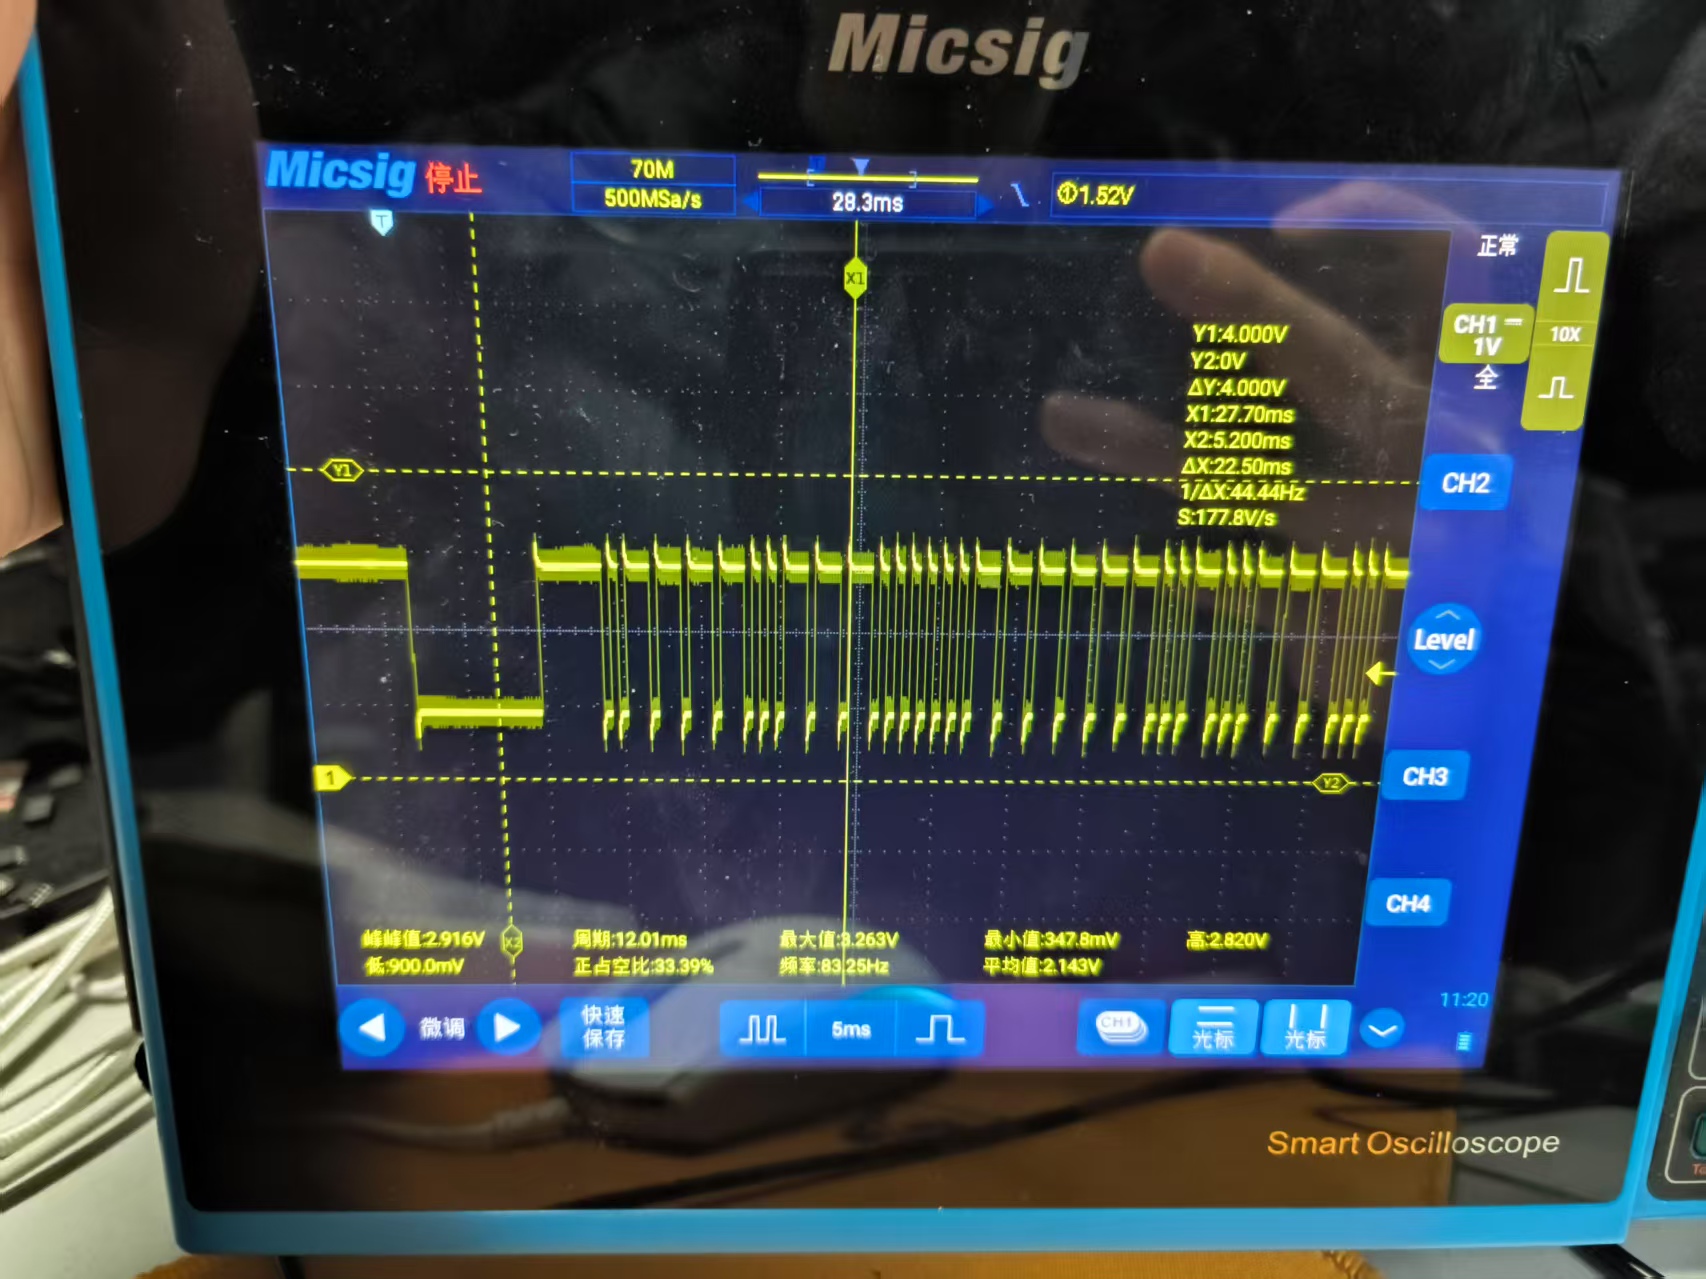 Micsig
Micsig 停止
70M
500MSa/s
28.3ms
1 1.52V
T
正常
X1
CH1
1V
10X
全
Y1:4.000V
Y2:0V
ΔY:4.000V
X1:27.70ms
X2:5.200ms
ΔX:22.50ms
1/ΔX:44.44Hz
S:177.8V/s
Y1
CH2
Level
1
Y2
CH3
CH4
峰峰值:2.916V
X2
周期:12.01ms
最大值:3.263V
最小值:347.8mV
高:2.820V
低:900.0mV
正占空比:33.39%
频率:83.25Hz
平均值:2.143V
11:20
微调
快速
保存
5ms
CH1
光标
光标
Smart Oscilloscope